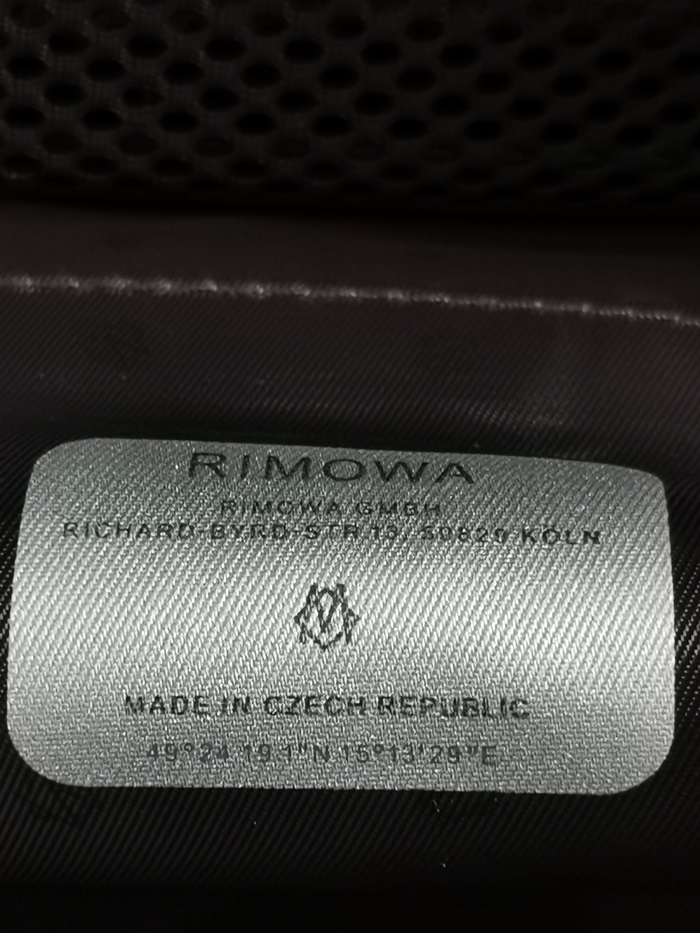 RIMOWA
RIMOWA GMBH
RICHARD-BYRD-STR.13, 50829 KÖLN
MADE IN CZECH REPUBLIC
49°24'19.1"N 15°13'29"E